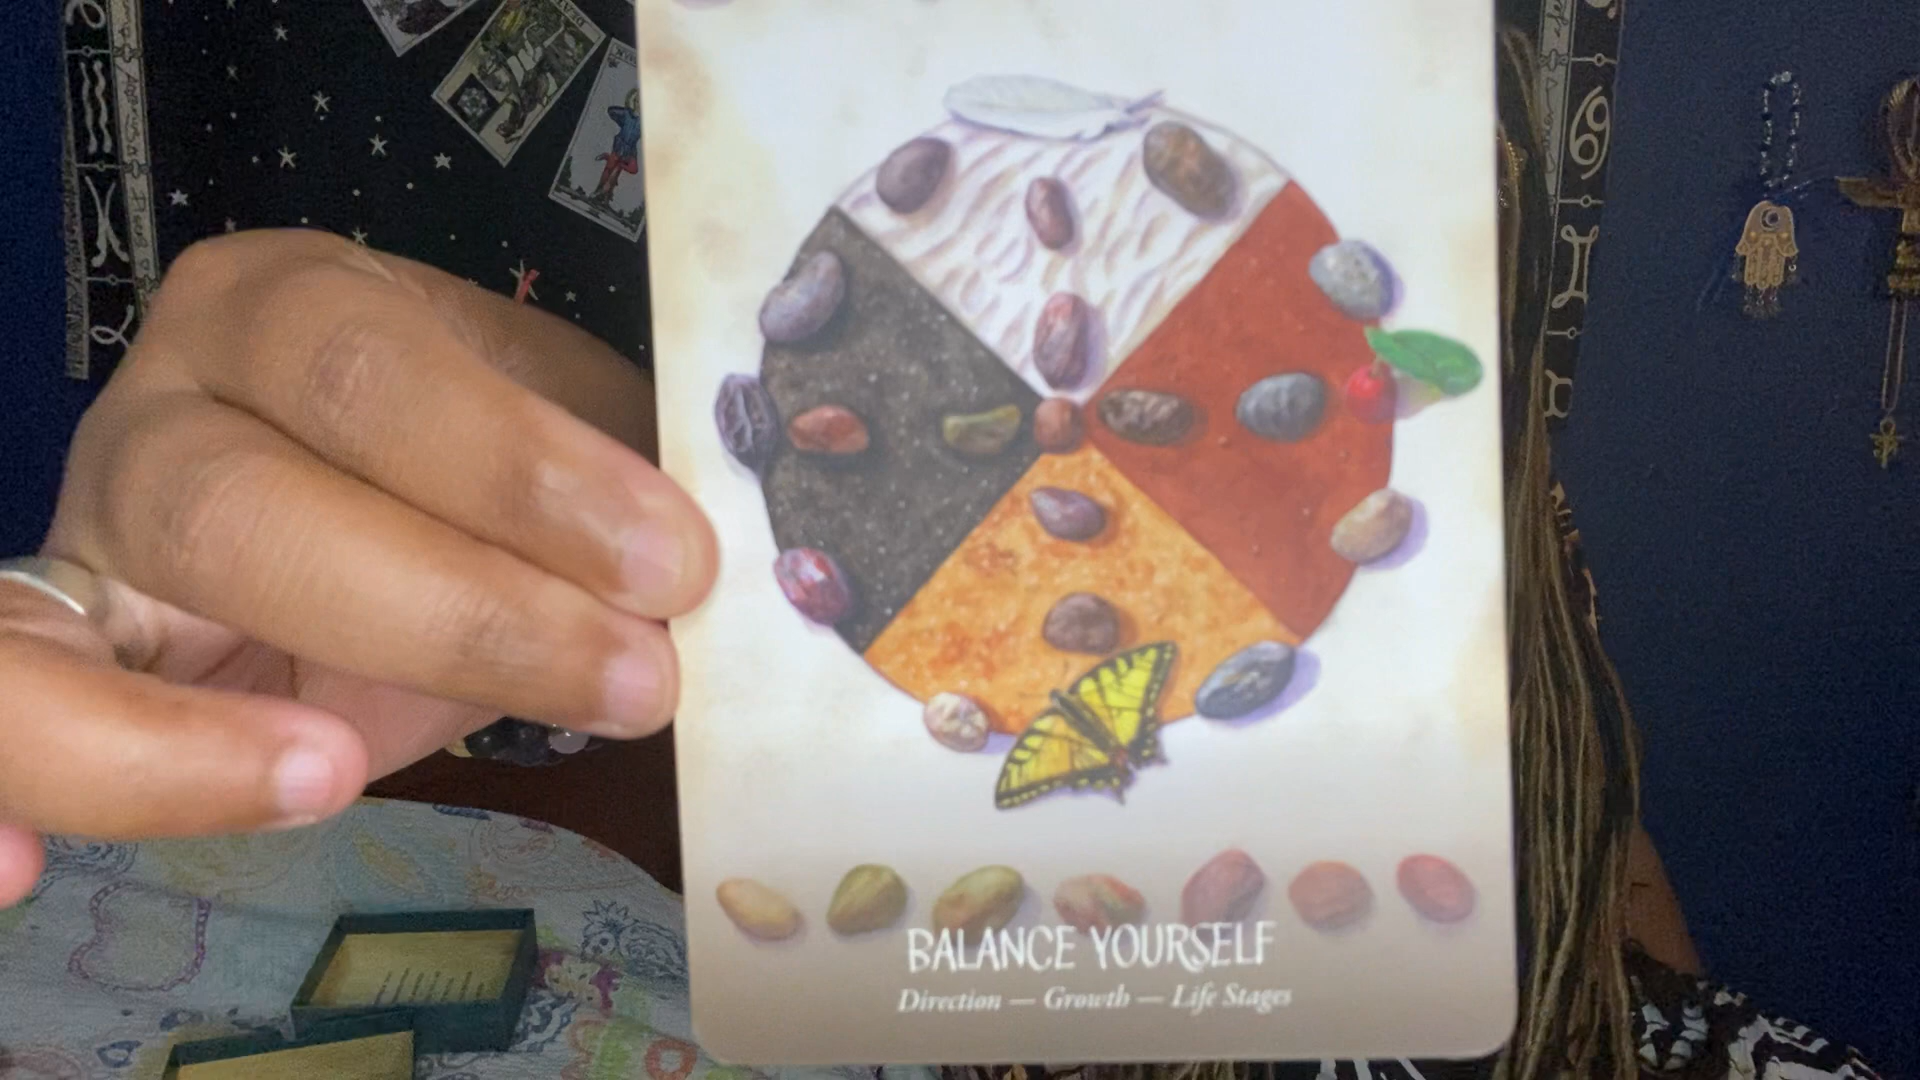 BALANCE YOURSELF
Direction — Growth — Life Stages